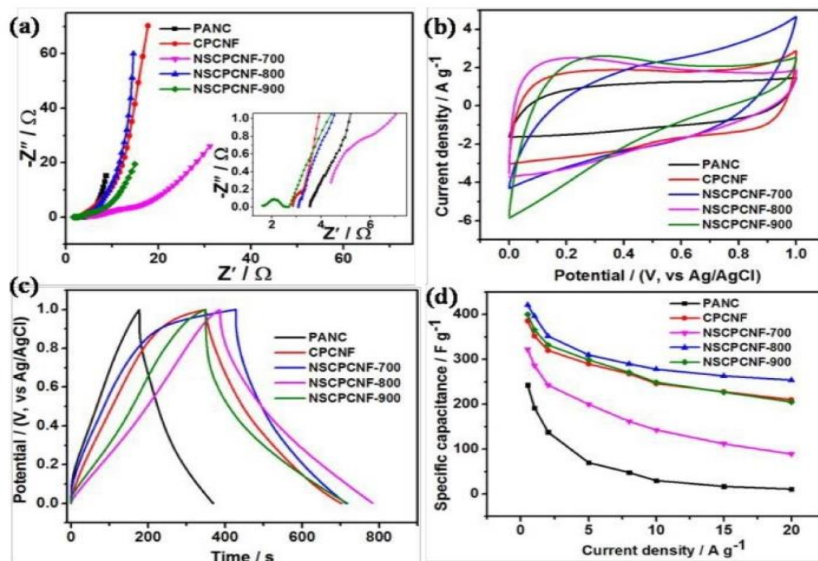 (a)
PANC
CPCNF
NSCPCNF-700
NSCPCNF-800
NSCPCNF-900
-Z'' / Ω
60
40
20
0
0 20 40 60
Z' / Ω
-Z'' / Ω
1.0
0.8
0.6
0.4
0.2
0.0
2 4 6
Z' / Ω
(b)
Current density / A g-1
4
2
0
-2
-4
-6
PANC
CPCNF
NSCPCNF-700
NSCPCNF-800
NSCPCNF-900
0.0 0.2 0.4 0.6 0.8 1.0
Potential / (V, vs Ag/AgCl)
(c)
Potential / (V, vs Ag/AgCl)
1.0
0.8
0.6
0.4
0.2
0.0
PANC
CPCNF
NSCPCNF-700
NSCPCNF-800
NSCPCNF-900
0 200 400 600 800
Time / s
(d)
Specific capacitance / F g-1
400
300
200
100
0
PANC
CPCNF
NSCPCNF-700
NSCPCNF-800
NSCPCNF-900
0 5 10 15 20
Current density / A g-1